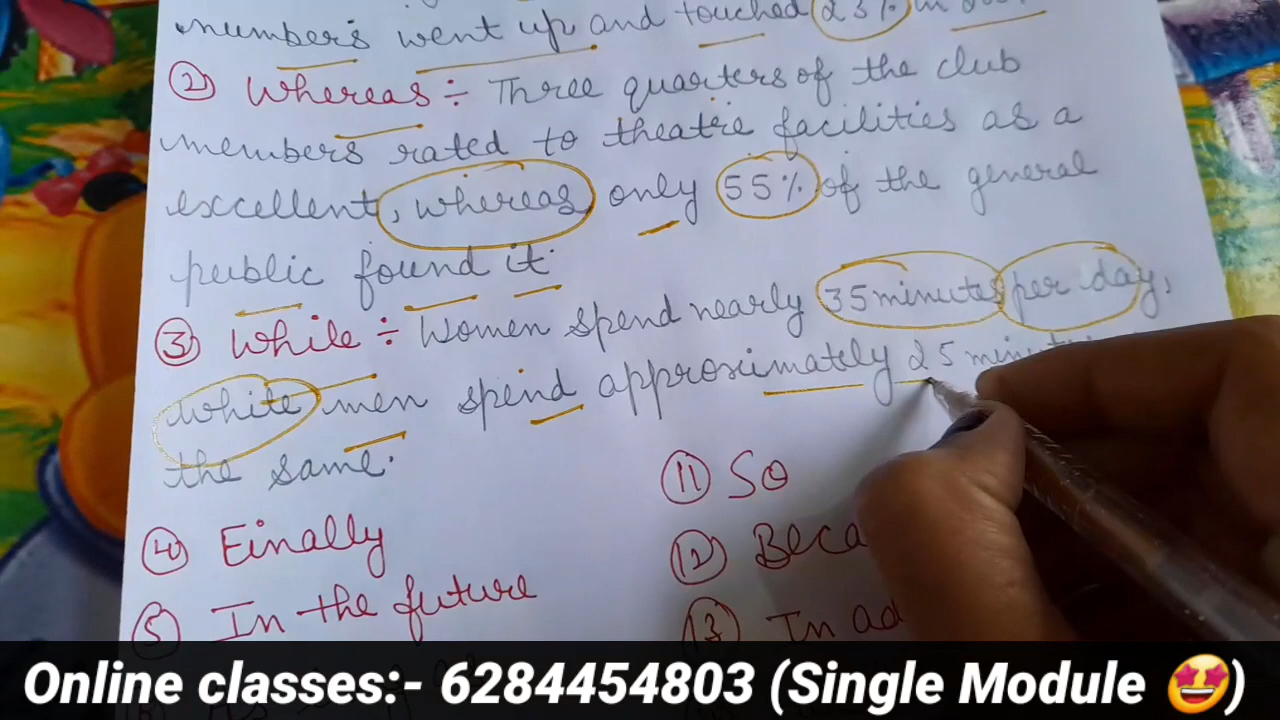 numbers went up and touched 23% in
② Whereas ÷ Three quarters of the club
members rated to theatre facilities as a
excellent, whereas only 55% of the general
public found it.
③ While ÷ Women spend nearly 35 minutes per day,
while men spend approximately 25
the same.
④ Finally
⑤ In the future
⑪ So
⑫
⑬ In
Online classes:- 6284454803 (Single Module 🤩)